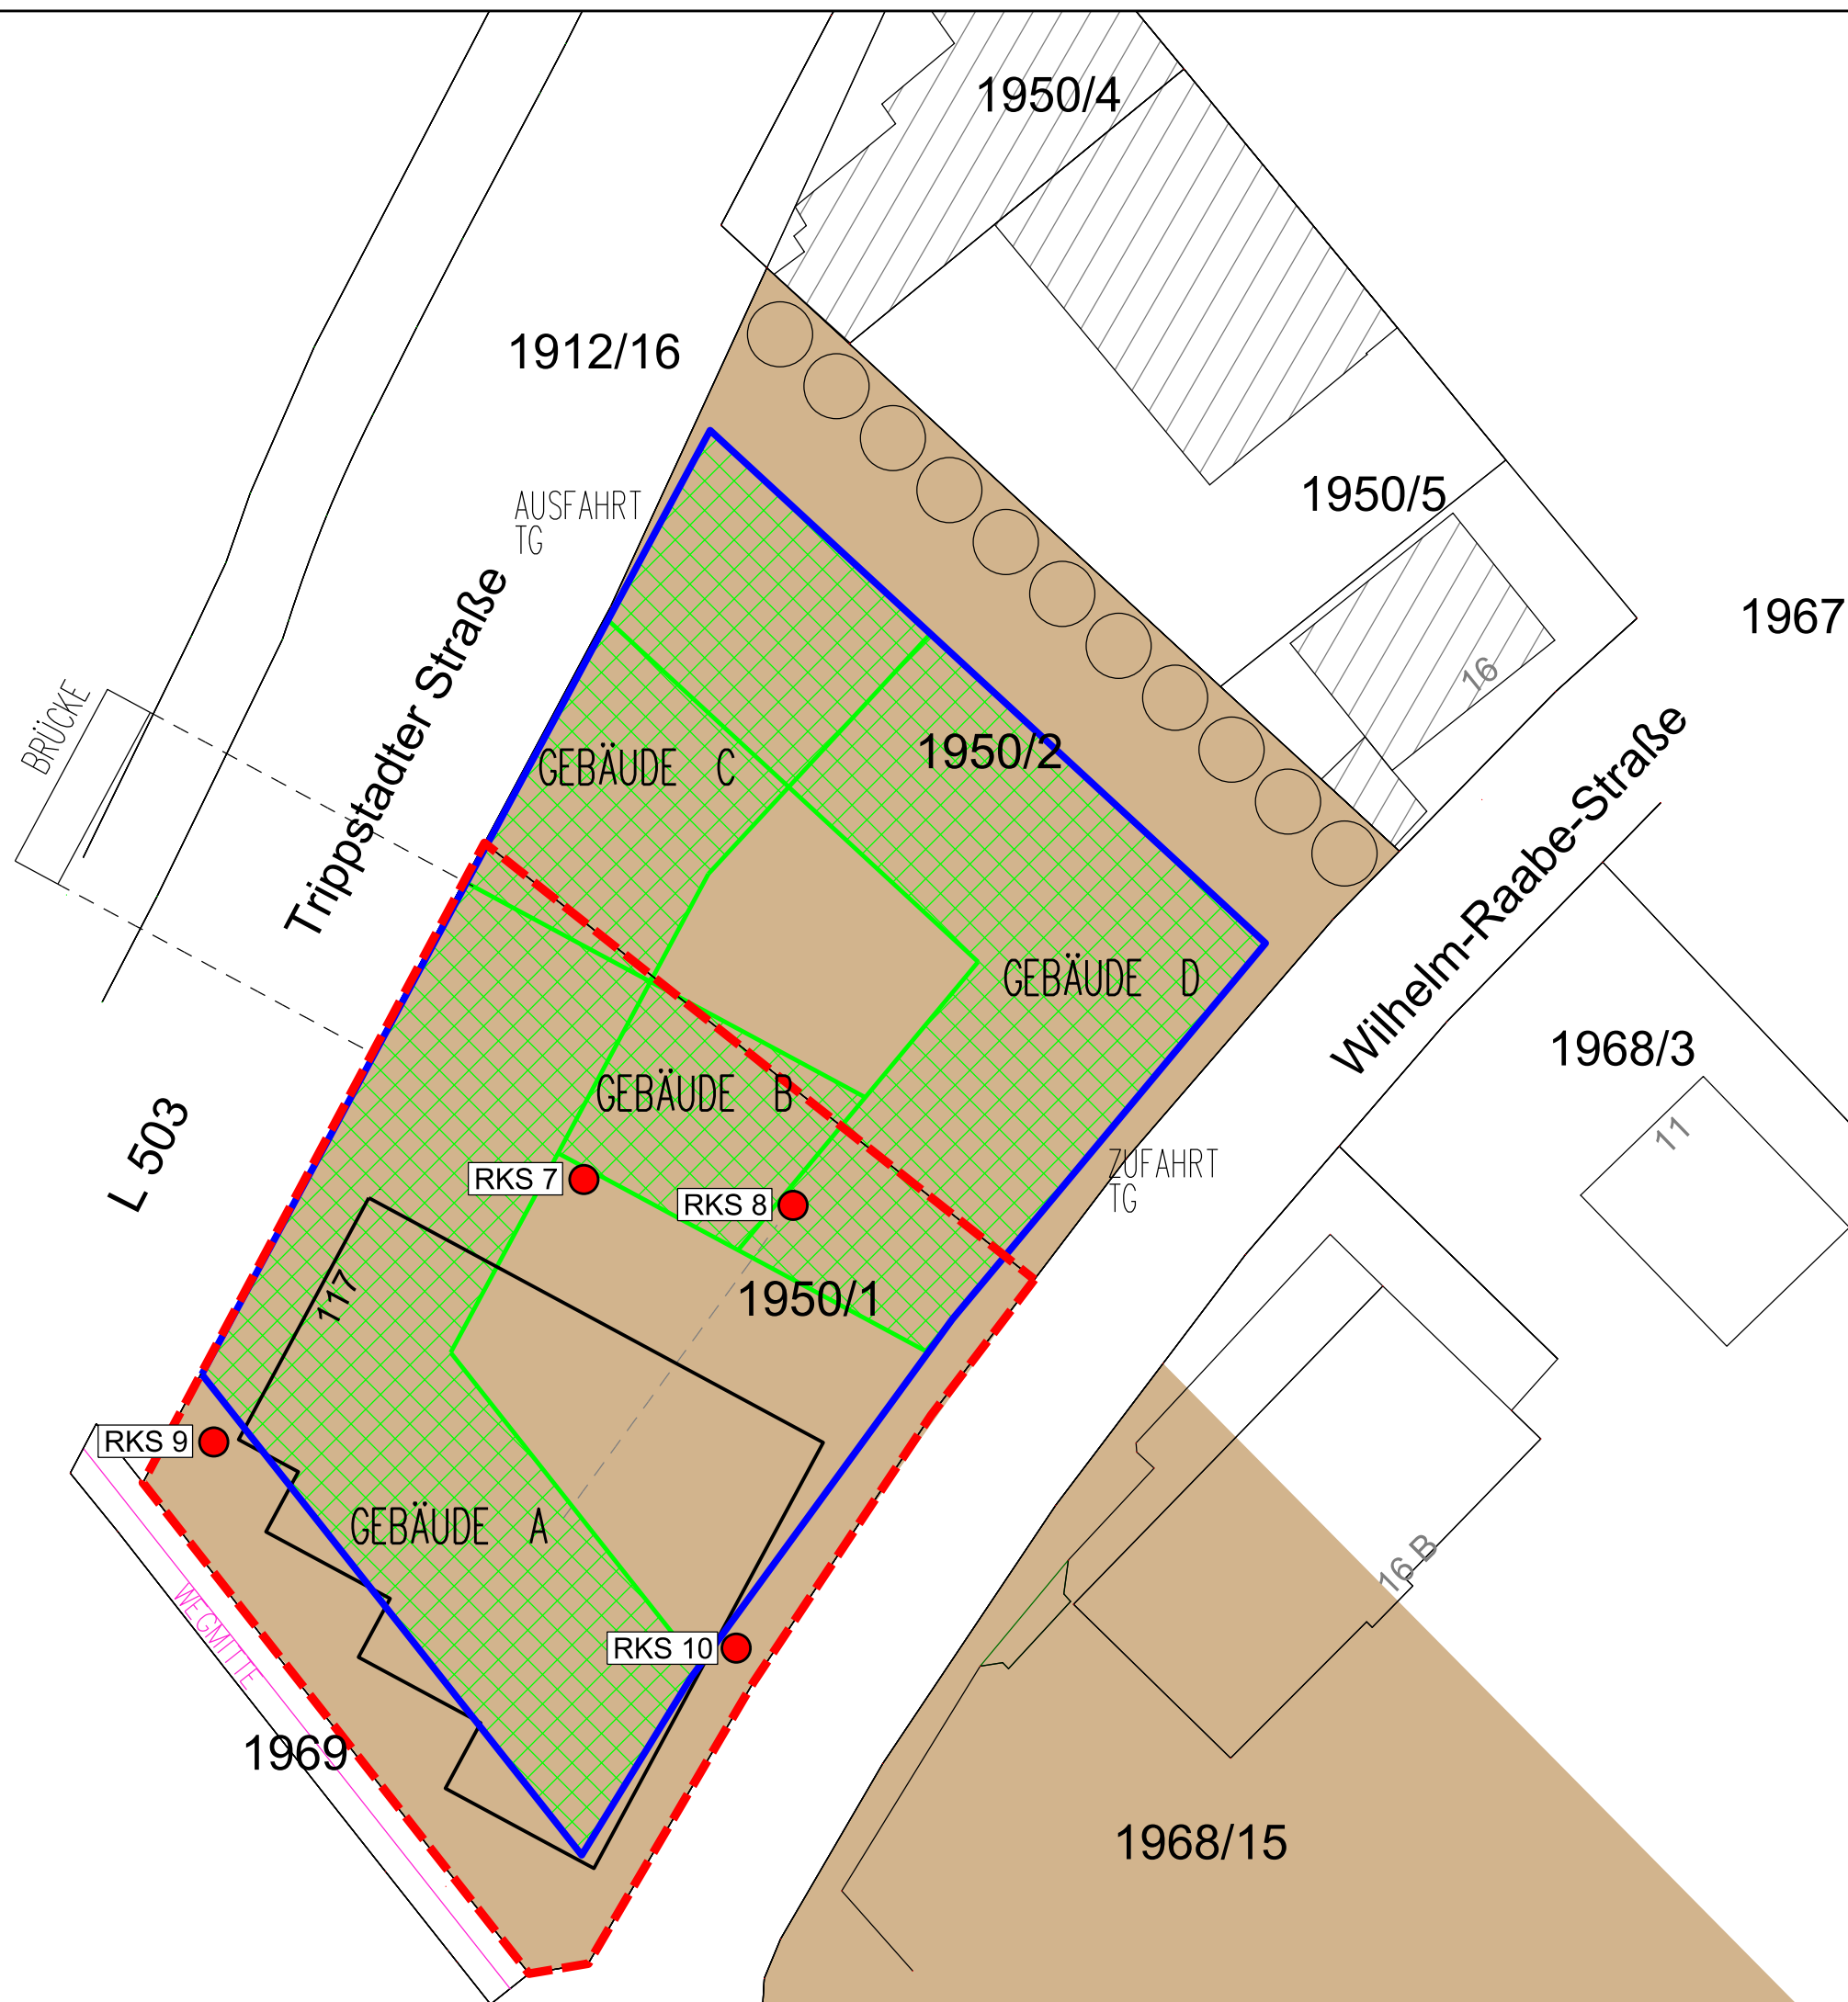 1950/4
1912/16
1950/5
AUSFAHRT
TG
1967
16
Trippstadter Straße
BRÜCKE
GEBÄUDE C
1950/2
Wilhelm-Raabe-Straße
GEBÄUDE D
1968/3
GEBÄUDE B
11
L 503
ZUFAHRT
TG
RKS 7
RKS 8
117
1950/1
RKS 9
GEBÄUDE A
16 B
WEGMITTE
RKS 10
1969
1968/15